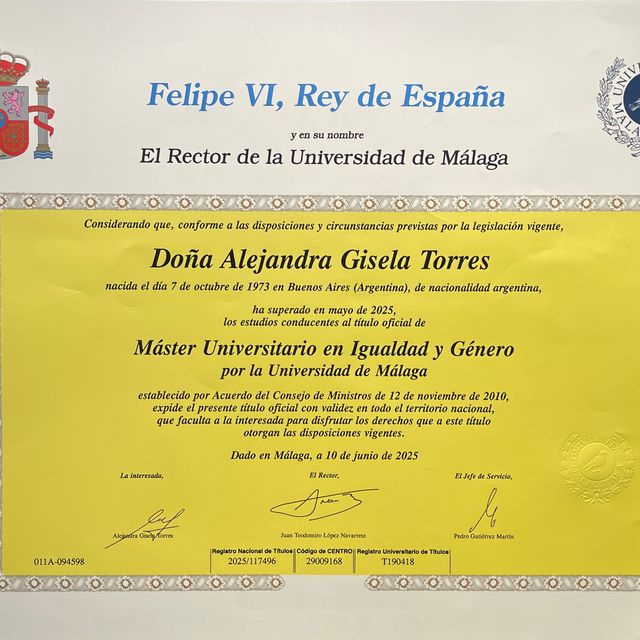 Felipe VI, Rey de España
y en su nombre
El Rector de la Universidad de Málaga
Considerando que, conforme a las disposiciones y circunstancias previstas por la legislación vigente,
Doña Alejandra Gisela Torres
nacida el día 7 de octubre de 1973 en Buenos Aires (Argentina), de nacionalidad argentina,
ha superado en mayo de 2025,
los estudios conducentes al título oficial de
Máster Universitario en Igualdad y Género
por la Universidad de Málaga
establecido por Acuerdo del Consejo de Ministros de 12 de noviembre de 2010,
expide el presente título oficial con validez en todo el territorio nacional,
que faculta a la interesada para disfrutar los derechos que a este título
otorgan las disposiciones vigentes.
Dado en Málaga, a 10 de junio de 2025
La interesada, El Rector, El Jefe de Servicio,
Alejandra Gisela Torres Juan Teodomiro López Navarrete Pedro Gutiérrez Martín
Registro Nacional de Títulos Código de CENTRO Registro Universitario de Títulos
011A-094598 2025/117496 29009168 T190418